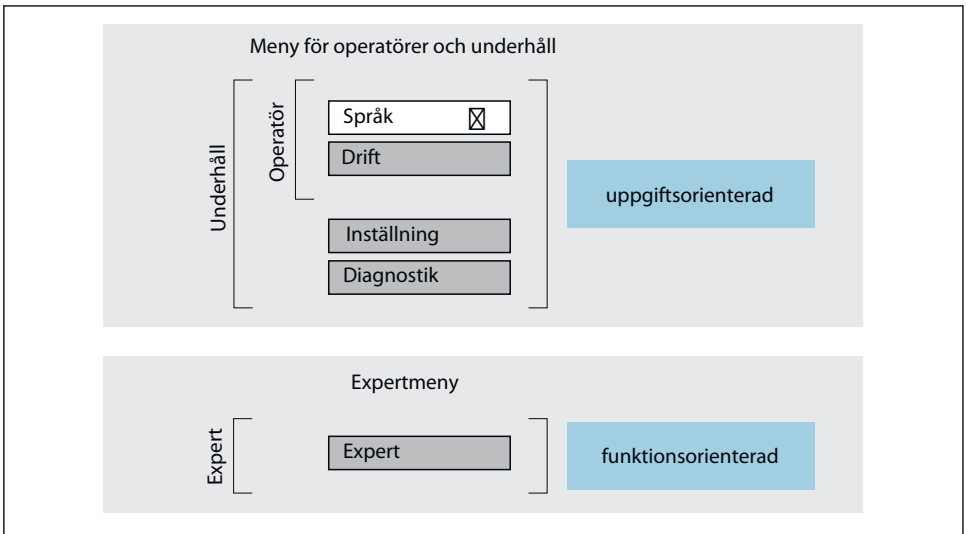 Meny för operatörer och underhåll
Underhåll
Operatör
Språk
Drift
Inställning
Diagnostik
uppgiftsorienterad
Expertmeny
Expert
Expert
funktionsorienterad